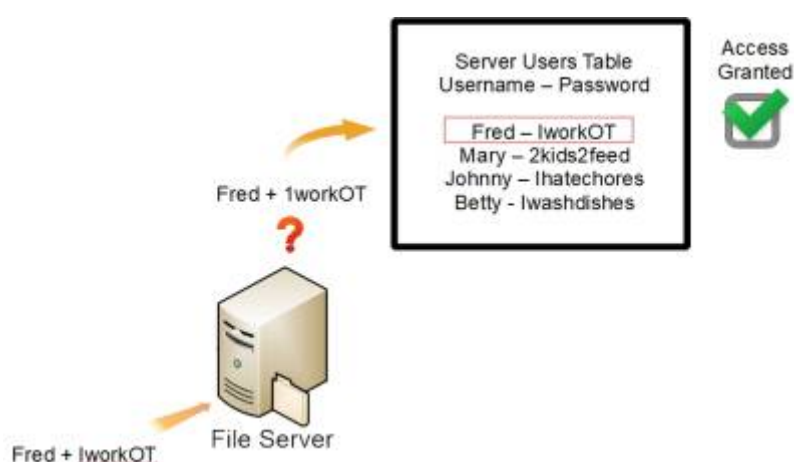 Server Users Table
Username – Password
Fred – IworkOT
Mary – 2kids2feed
Johnny – Ihatechores
Betty - Iwashdishes
Access
Granted
Fred + 1workOT
?
File Server
Fred + IworkOT